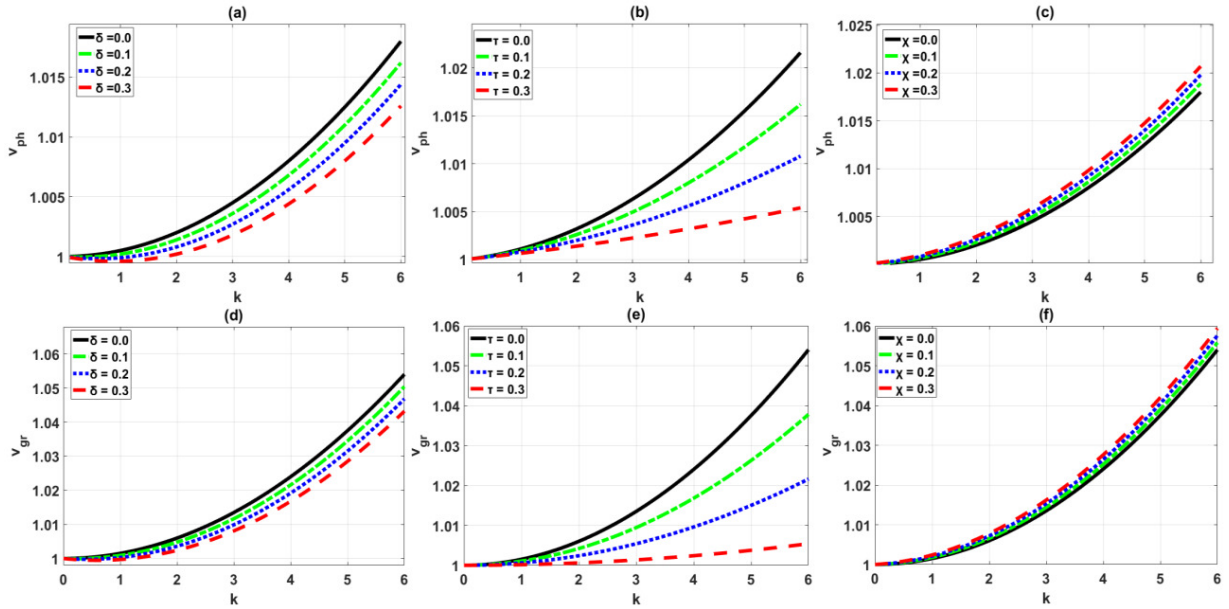 (a)
δ =0.0
δ =0.1
δ =0.2
δ =0.3
1.015
1.01
1.005
1
v_ph
0 1 2 3 4 5 6
k
(b)
τ = 0.0
τ = 0.1
τ = 0.2
τ = 0.3
1.02
1.015
1.01
1.005
1
v_ph
0 1 2 3 4 5 6
k
(c)
χ =0.0
χ =0.1
χ =0.2
χ =0.3
1.025
1.02
1.015
1.01
1.005
v_ph
0 1 2 3 4 5 6
k
(d)
δ = 0.0
δ = 0.1
δ = 0.2
δ = 0.3
1.06
1.05
1.04
1.03
1.02
1.01
1
v_gr
0 1 2 3 4 5 6
k
(e)
τ = 0.0
τ = 0.1
τ = 0.2
τ = 0.3
1.06
1.05
1.04
1.03
1.02
1.01
1
v_gr
0 1 2 3 4 5 6
k
(f)
χ = 0.0
χ = 0.1
χ = 0.2
χ = 0.3
1.06
1.05
1.04
1.03
1.02
1.01
1
v_gr
0 1 2 3 4 5 6
k